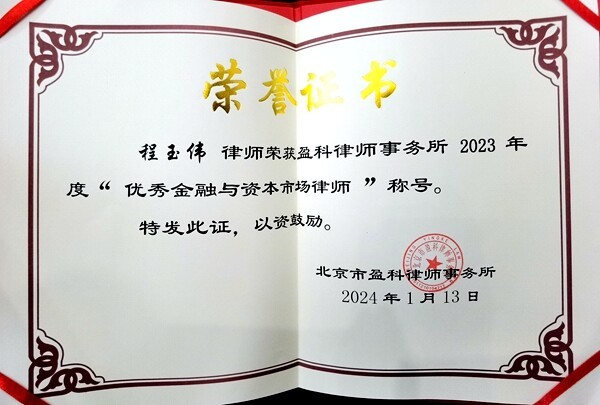 荣誉证书
程玉伟 律师荣获盈科律师事务所 2023 年
度“ 优秀金融与资本市场律师 ”称号。
特发此证，以资鼓励。
北京市盈科律师事务所
2024 年 1 月 13 日